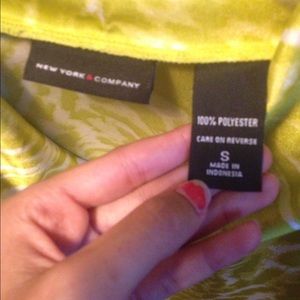 NEW YORK & COMPANY
100% POLYESTER
CARE ON REVERSE
S
MADE IN
INDONESIA